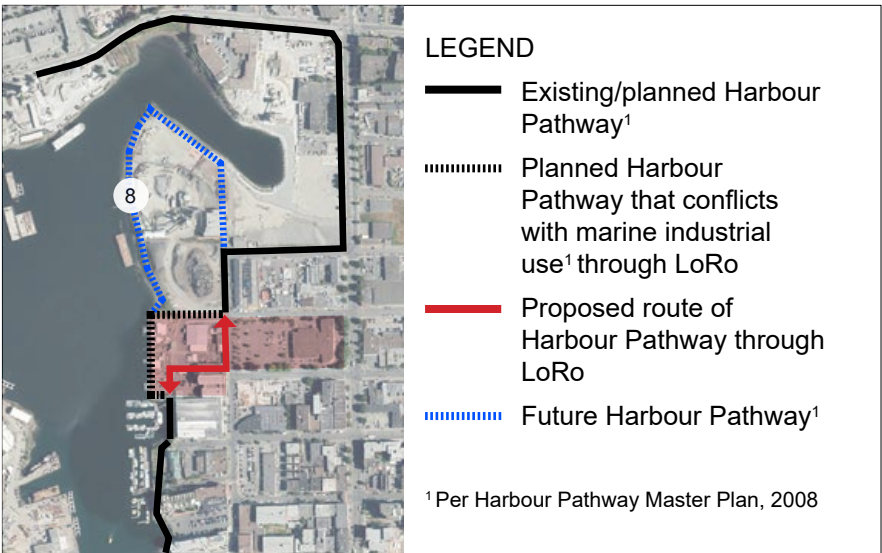 8
LEGEND
Existing/planned Harbour
Pathway¹
Planned Harbour
Pathway that conflicts
with marine industrial
use¹ through LoRo
Proposed route of
Harbour Pathway through
LoRo
Future Harbour Pathway¹
¹ Per Harbour Pathway Master Plan, 2008